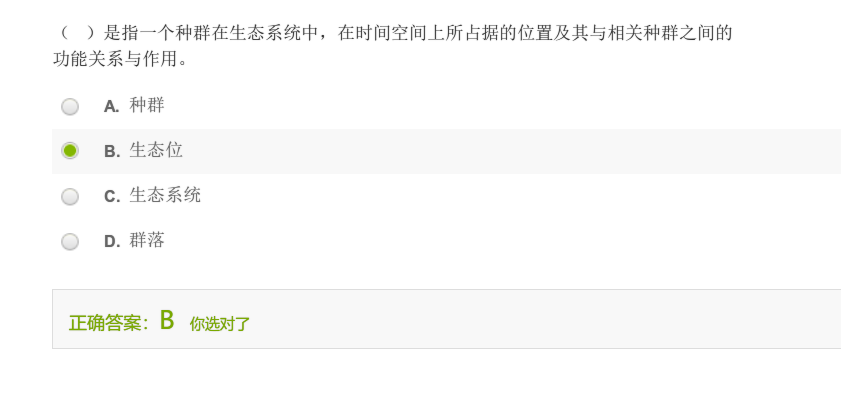 （ ）是指一个种群在生态系统中，在时间空间上所占据的位置及其与相关种群之间的
功能关系与作用。
A. 种群
B. 生态位
C. 生态系统
D. 群落
正确答案：B 你选对了